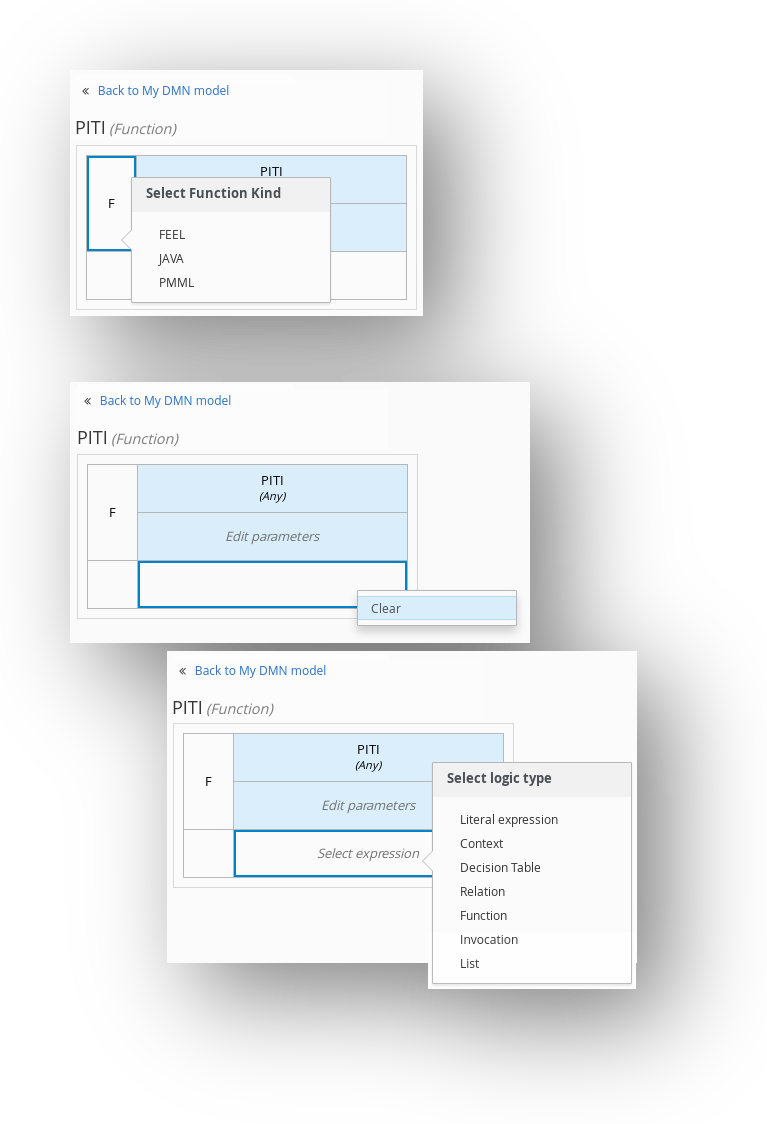 « Back to My DMN model
PITI (Function)
PITI
F
Select Function Kind
FEEL
JAVA
PMML
« Back to My DMN model
PITI (Function)
PITI
(Any)
F
Edit parameters
Clear
« Back to My DMN model
PITI (Function)
PITI
(Any)
F
Edit parameters
Select expression
Select logic type
Literal expression
Context
Decision Table
Relation
Function
Invocation
List